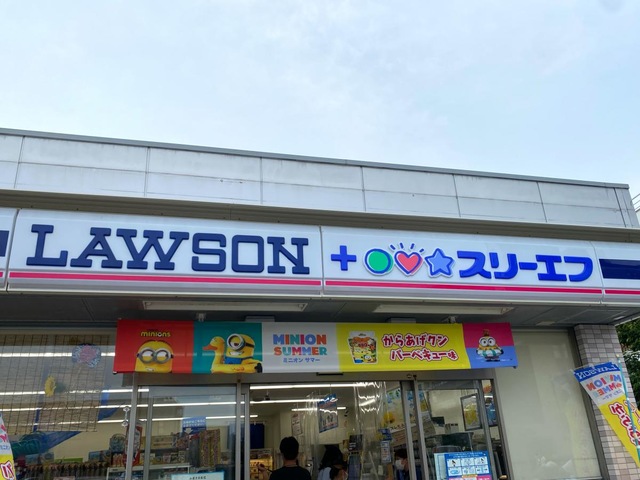 LAWSON
+ スリーエフ
minions
MINION
SUMMER
ミニオン サマー
からあげクン
バーベキュー味